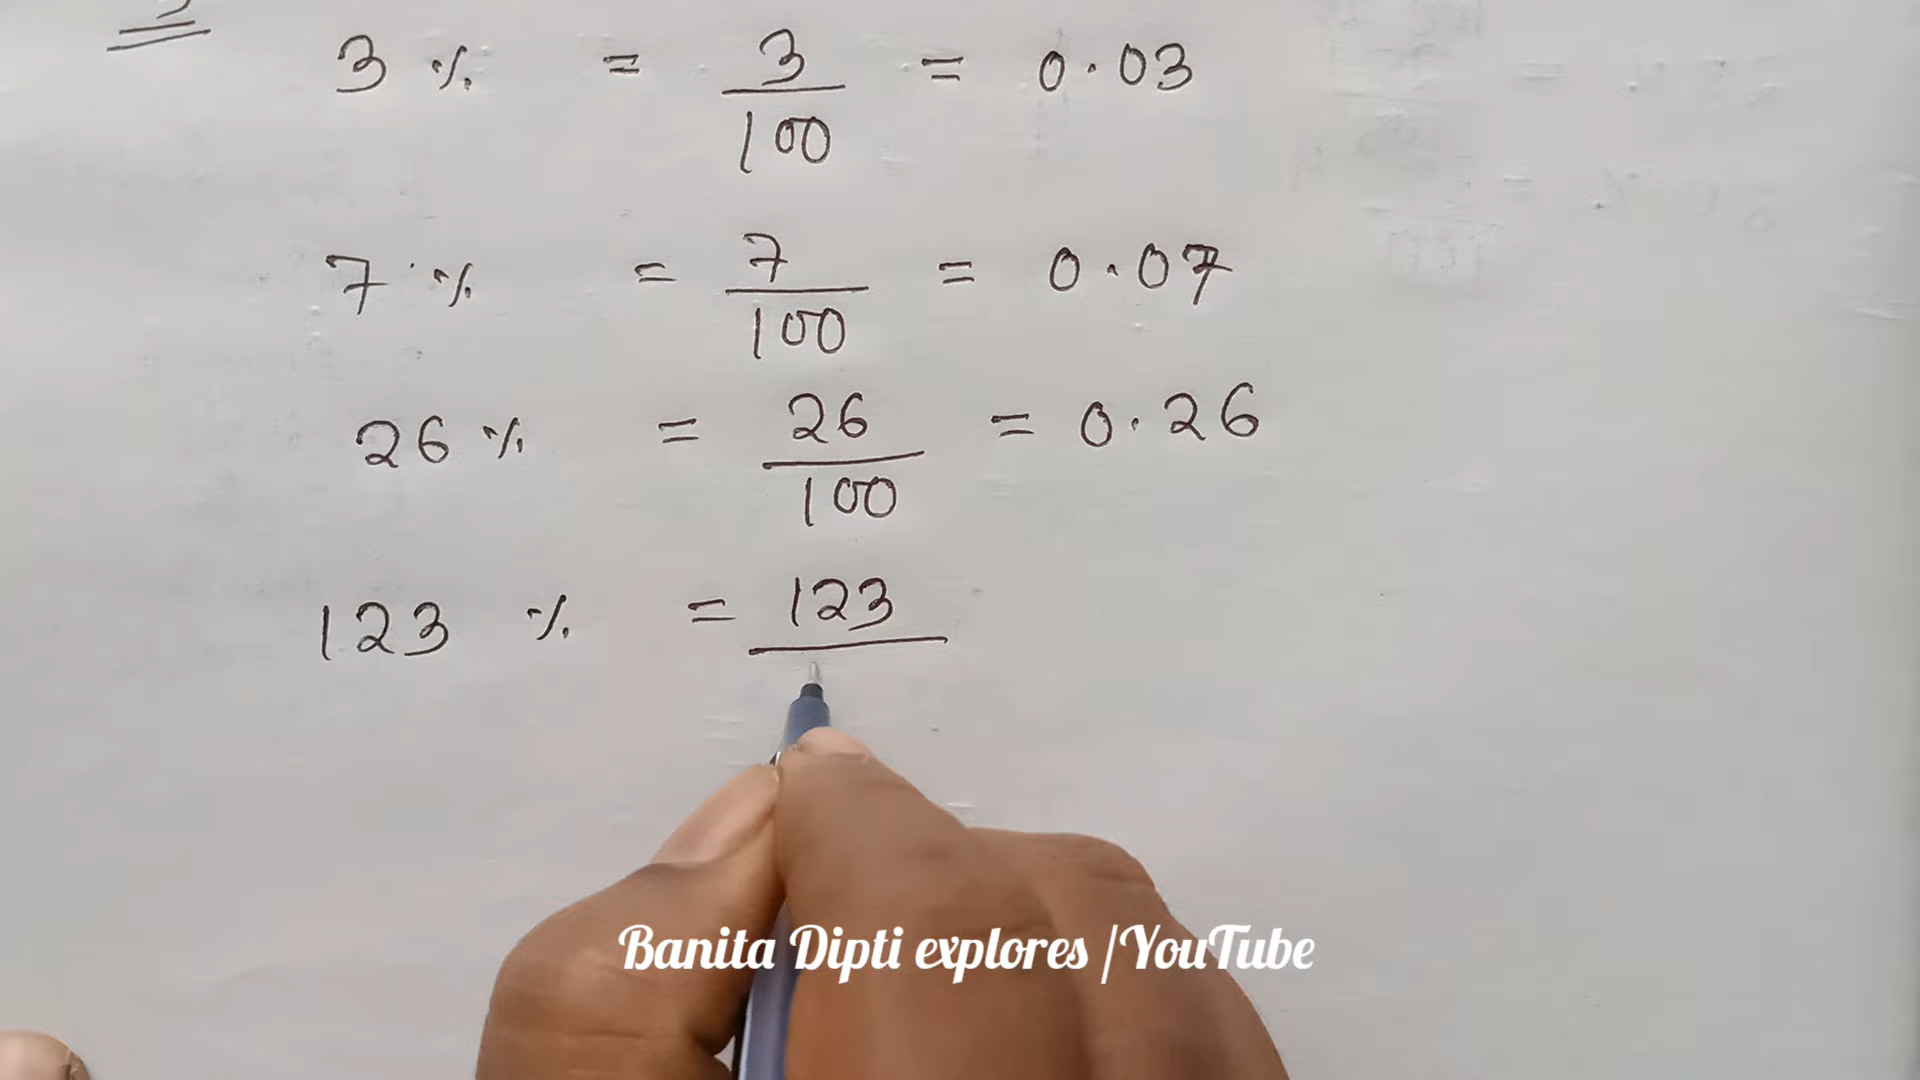 3 % = 3/100 = 0.03
7 % = 7/100 = 0.07
26 % = 26/100 = 0.26
123 % = 123/
Banita Dipti explores /YouTube